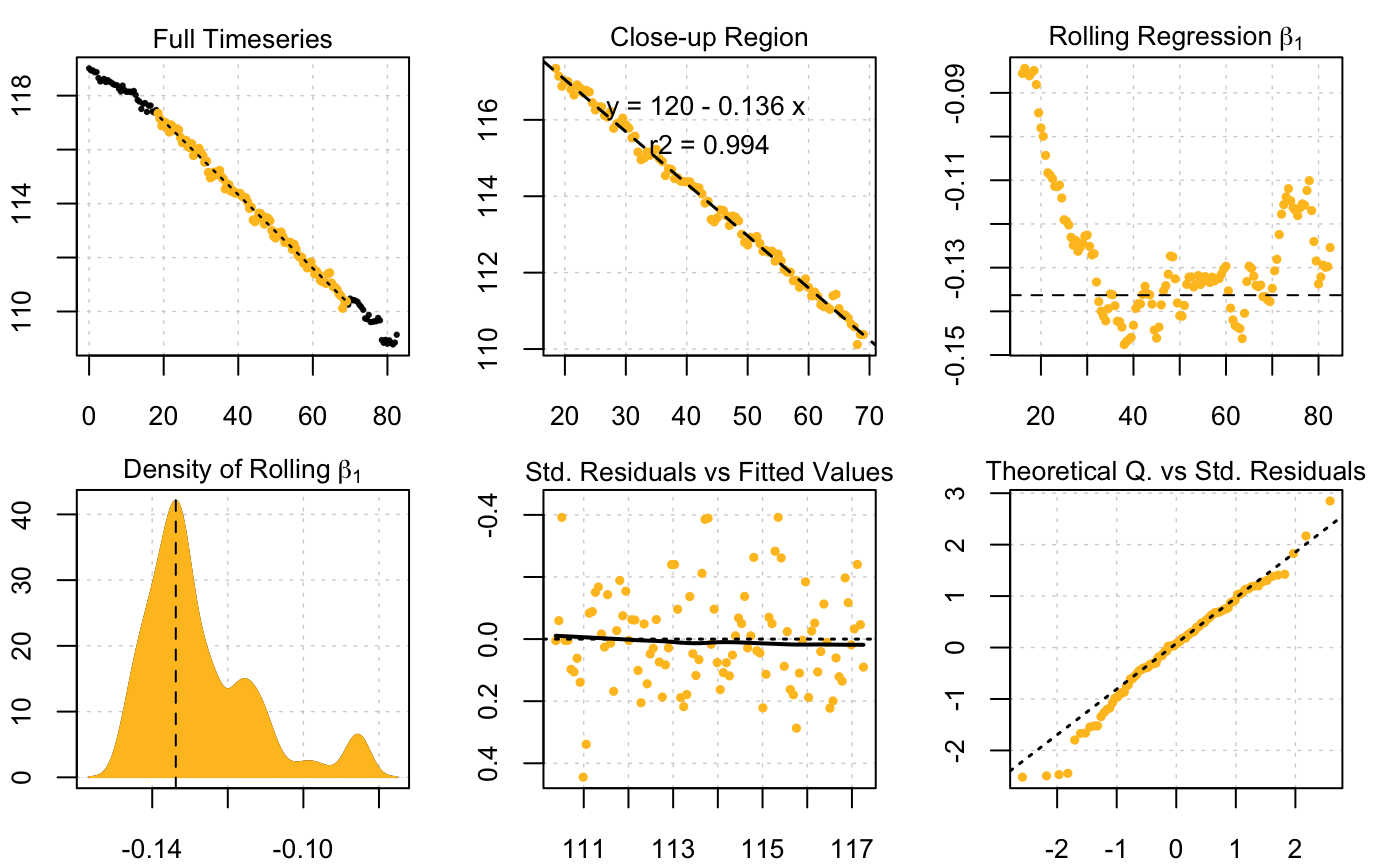 Full Timeseries
118
114
110
0 20 40 60 80
Close-up Region
y = 120 - 0.136 x
r2 = 0.994
116
114
112
110
20 30 40 50 60 70
Rolling Regression β1
-0.09
-0.11
-0.13
-0.15
20 40 60 80
Density of Rolling β1
40
30
20
10
0
-0.14 -0.10
Std. Residuals vs Fitted Values
-0.4
0.0
0.2
0.4
111 113 115 117
Theoretical Q. vs Std. Residuals
3
2
1
0
-1
-2
-2 -1 0 1 2